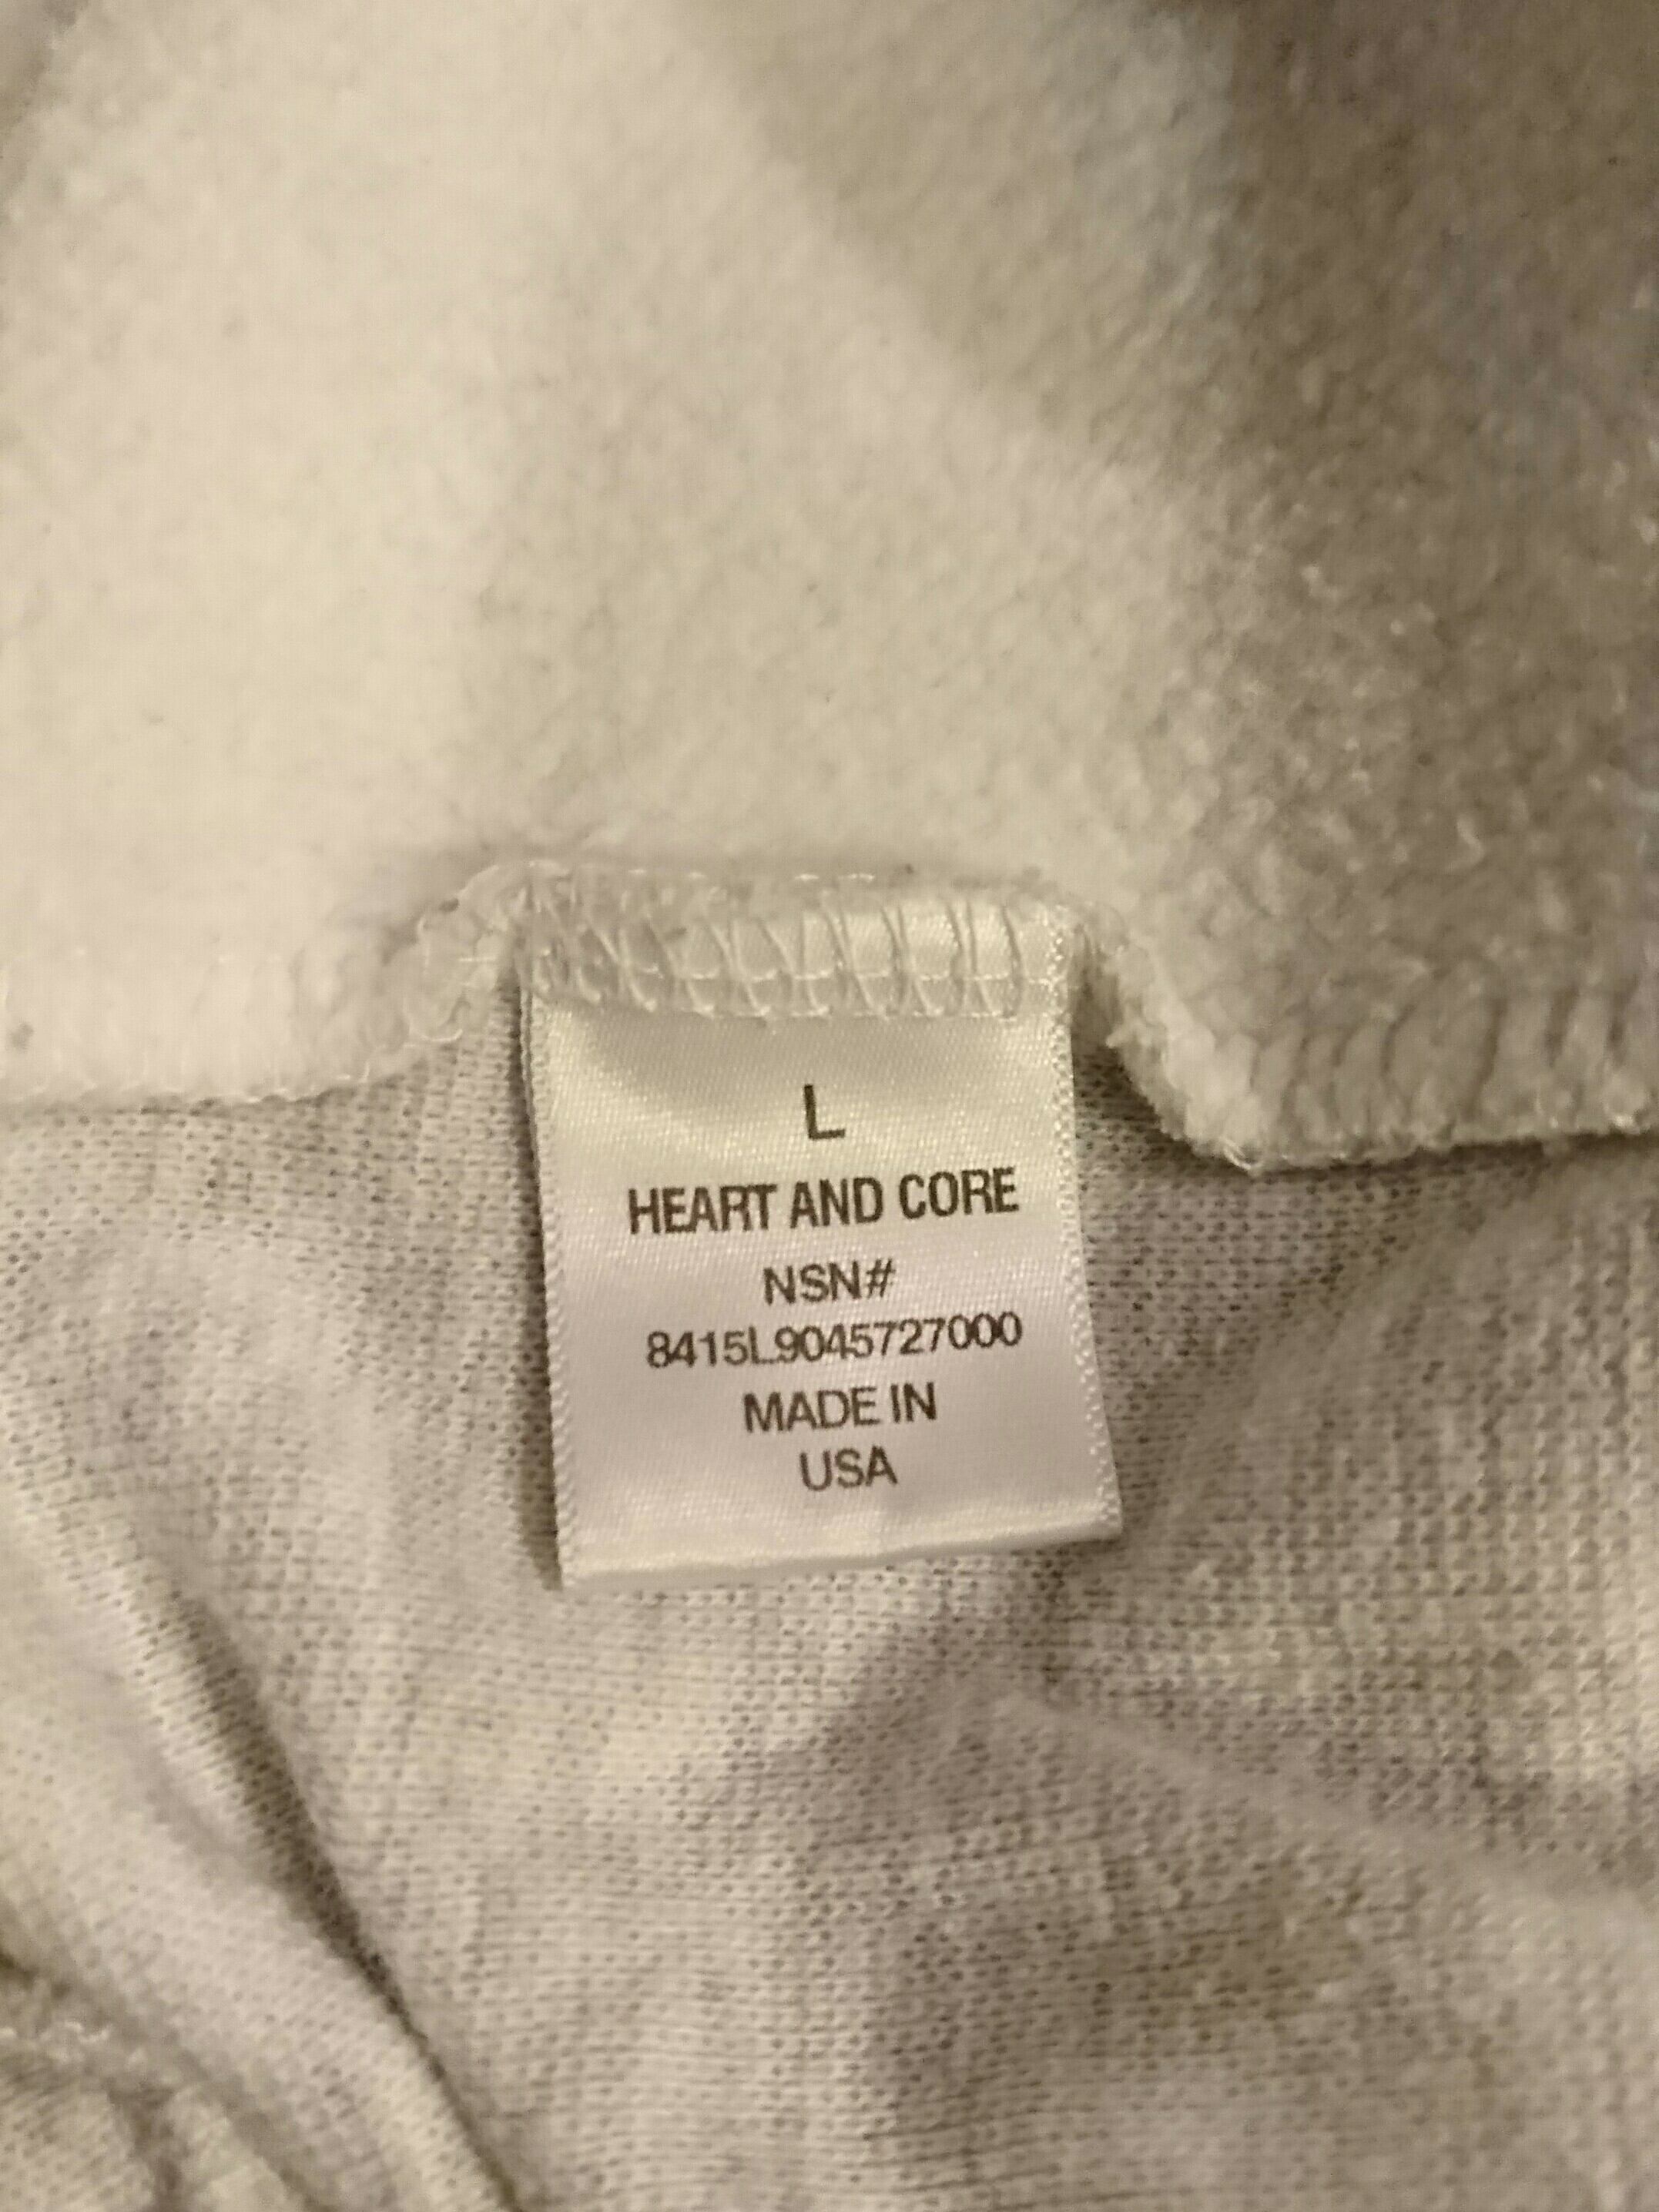 L
HEART AND CORE
NSN#
8415L9045727000
MADE IN
USA